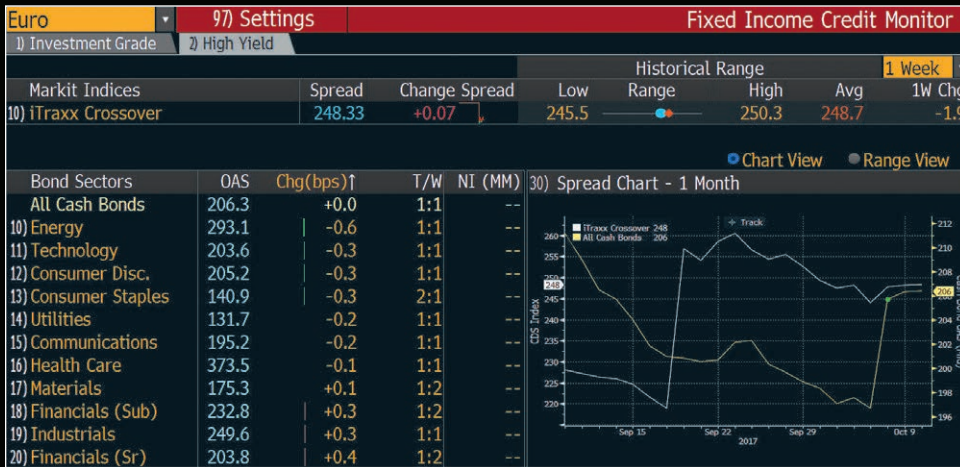 Euro 97) Settings Fixed Income Credit Monitor
1) Investment Grade 2) High Yield
Historical Range 1 Week
Markit Indices Spread Change Spread Low Range High Avg 1W Chg
10) iTraxx Crossover 248.33 +0.07 245.5 250.3 248.7 -1.9
Chart View Range View
Bond Sectors OAS Chg(bps)↑ T/W NI (MM) 30) Spread Chart - 1 Month
All Cash Bonds 206.3 +0.0 1:1 --
10) Energy 293.1 -0.6 1:1 --
11) Technology 203.6 -0.3 1:1 --
12) Consumer Disc. 205.2 -0.3 1:1 --
13) Consumer Staples 140.9 -0.3 2:1 --
14) Utilities 131.7 -0.2 1:1 --
15) Communications 195.2 -0.2 1:1 --
16) Health Care 373.5 -0.1 1:1 --
17) Materials 175.3 +0.1 1:2 --
18) Financials (Sub) 232.8 +0.3 1:2 --
19) Industrials 249.6 +0.3 1:1 --
20) Financials (Sr) 203.8 +0.4 1:2 --
Track
iTraxx Crossover 248
All Cash Bonds 206
260
255
250
248
245
240
235
230
225
220
CDS Index
212
210
208
206
204
202
200
198
196
Sep 15 Sep 22 Sep 29 Oct 9
2017